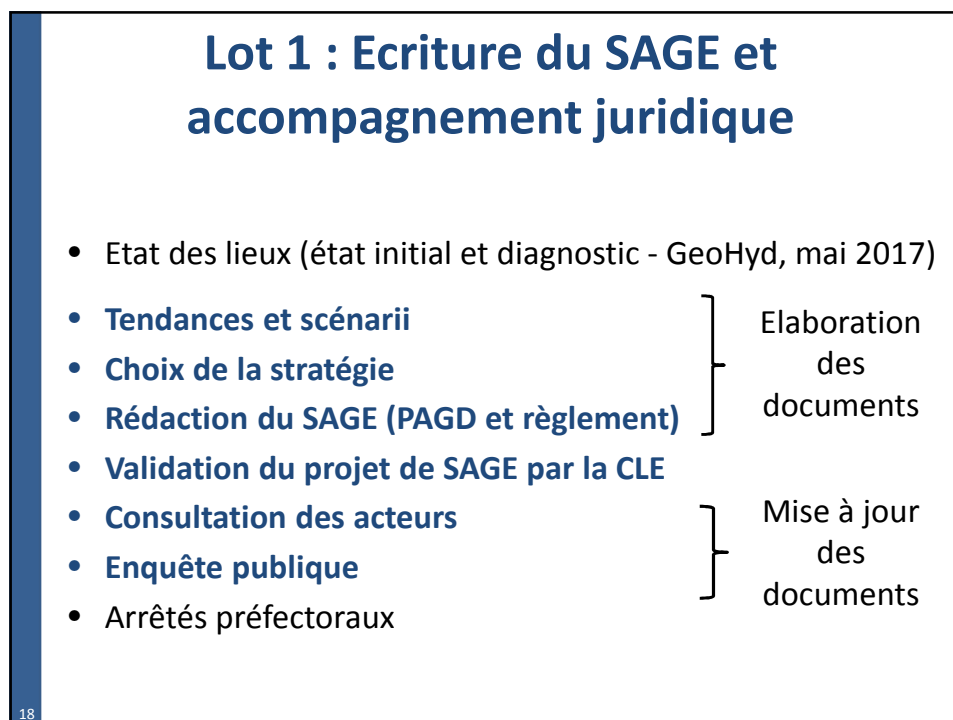 Lot 1 : Ecriture du SAGE et
accompagnement juridique
• Etat des lieux (état initial et diagnostic - GeoHyd, mai 2017)
• Tendances et scénarii
• Choix de la stratégie
• Rédaction du SAGE (PAGD et règlement)
Elaboration
des
documents
• Validation du projet de SAGE par la CLE
• Consultation des acteurs
• Enquête publique
Mise à jour
des
documents
• Arrêtés préfectoraux
18